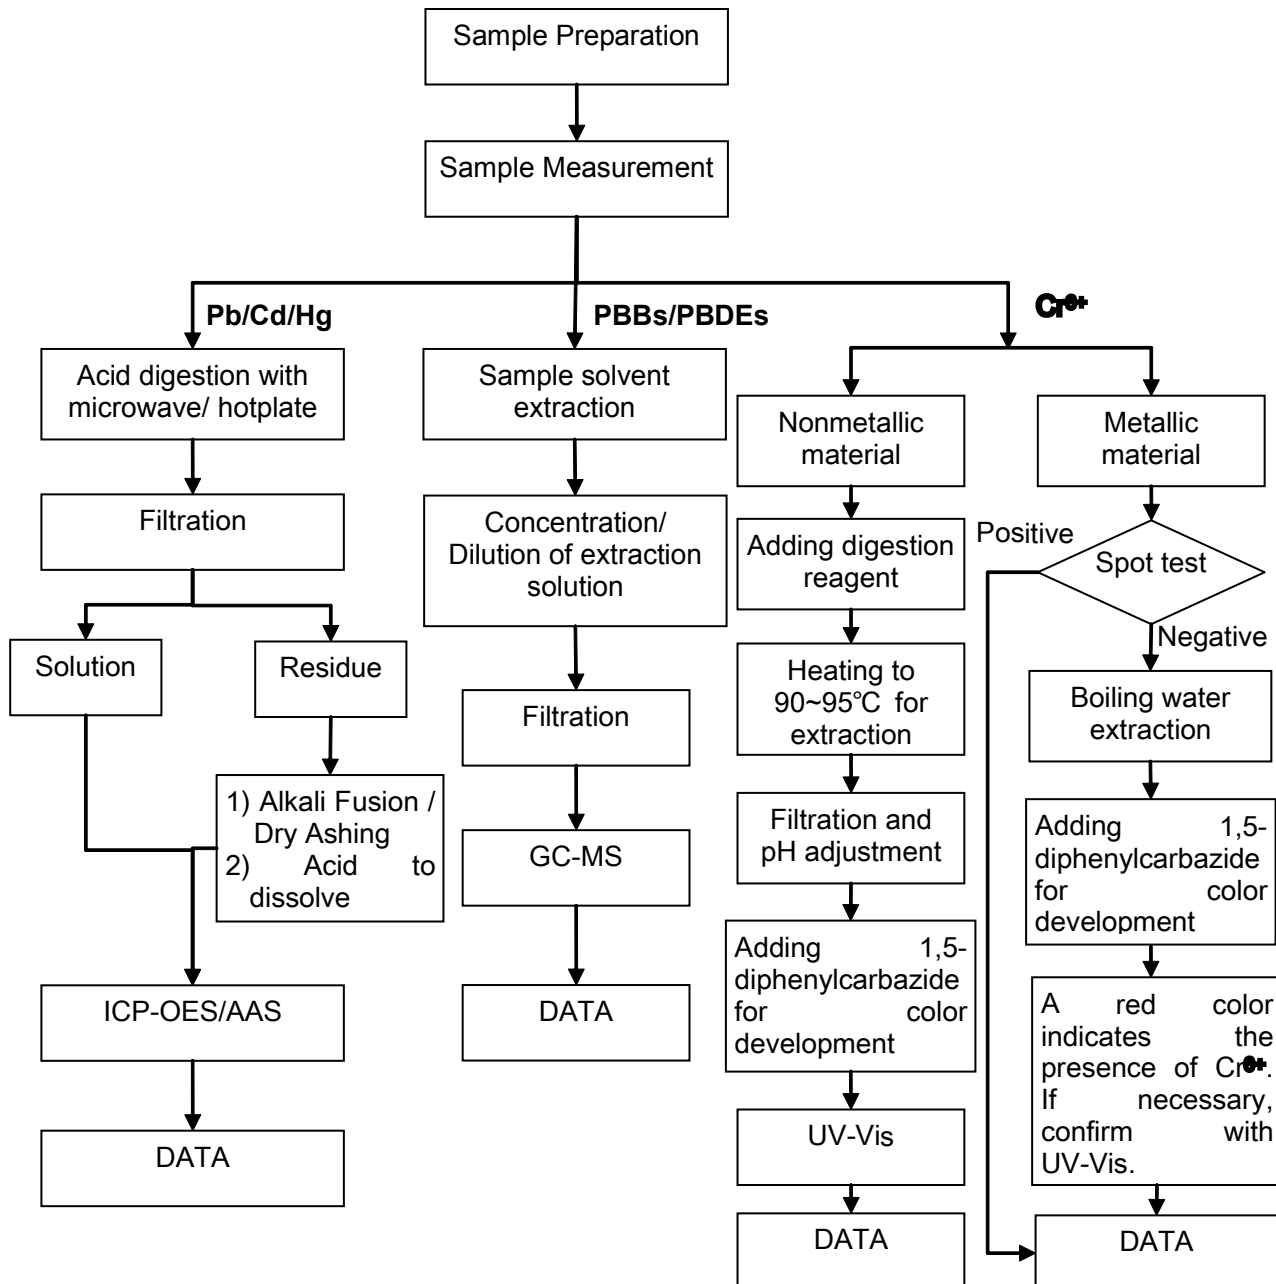 Sample Preparation
Sample Measurement
Pb/Cd/Hg
PBBs/PBDEs
Cr⁶⁺
Acid digestion with
microwave/ hotplate
Filtration
Solution
Residue
1) Alkali Fusion /
Dry Ashing
2) Acid to
dissolve
ICP-OES/AAS
DATA
Sample solvent
extraction
Concentration/
Dilution of extraction
solution
Filtration
GC-MS
DATA
Nonmetallic
material
Adding digestion
reagent
Heating to
90~95℃ for
extraction
Filtration and
pH adjustment
Adding 1,5-
diphenylcarbazide
for color
development
UV-Vis
DATA
Metallic
material
Positive
Spot test
Negative
Boiling water
extraction
Adding 1,5-
diphenylcarbazide
for color
development
A red color
indicates the
presence of Cr⁶⁺.
If necessary,
confirm with
UV-Vis.
DATA